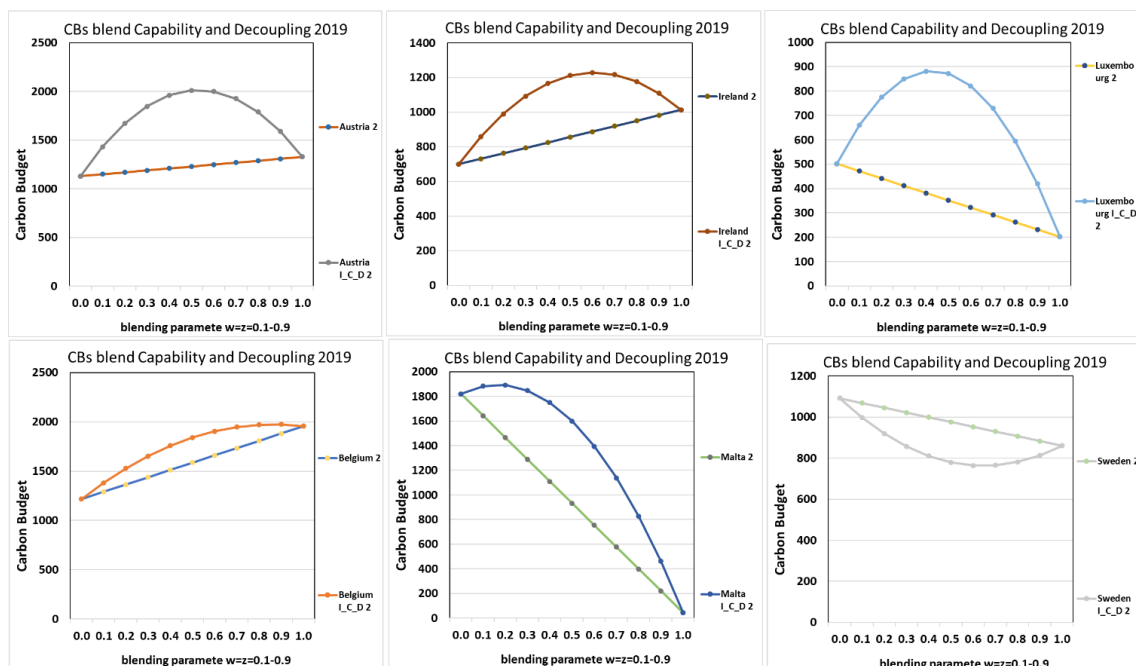 CBs blend Capability and Decoupling 2019
2500
2000
1500
1000
500
0
Carbon Budget
0.0 0.1 0.2 0.3 0.4 0.5 0.6 0.7 0.8 0.9 1.0
blending paramete w=z=0.1-0.9
Austria 2
Austria
I_C_D 2
CBs blend Capability and Decoupling 2019
1400
1200
1000
800
600
400
200
0
Carbon Budget
0.0 0.1 0.2 0.3 0.4 0.5 0.6 0.7 0.8 0.9 1.0
blending paramete w=z=0.1-0.9
Ireland 2
Ireland
I_C_D 2
CBs blend Capability and Decoupling 2019
1000
900
800
700
600
500
400
300
200
100
0
Carbon Budget
0.0 0.1 0.2 0.3 0.4 0.5 0.6 0.7 0.8 0.9 1.0
blending paramete w=z=0.1-0.9
Luxembo
urg 2
Luxembo
urg I_C_D
2
CBs blend Capability and Decoupling 2019
2500
2000
1500
1000
500
0
Carbon Budget
0.0 0.1 0.2 0.3 0.4 0.5 0.6 0.7 0.8 0.9 1.0
blending paramete w=z=0.1-0.9
Belgium 2
Belgium
I_C_D 2
CBs blend Capability and Decoupling 2019
2000
1800
1600
1400
1200
1000
800
600
400
200
0
Carbon Budget
0.0 0.1 0.2 0.3 0.4 0.5 0.6 0.7 0.8 0.9 1.0
blending paramete w=z=0.1-0.9
Malta 2
Malta
I_C_D 2
CBs blend Capability and Decoupling 2019
1200
1000
800
600
400
200
0
Carbon Budget
0.0 0.1 0.2 0.3 0.4 0.5 0.6 0.7 0.8 0.9 1.0
blending paramete w=z=0.1-0.9
Sweden 2
Sweden
I_C_D 2